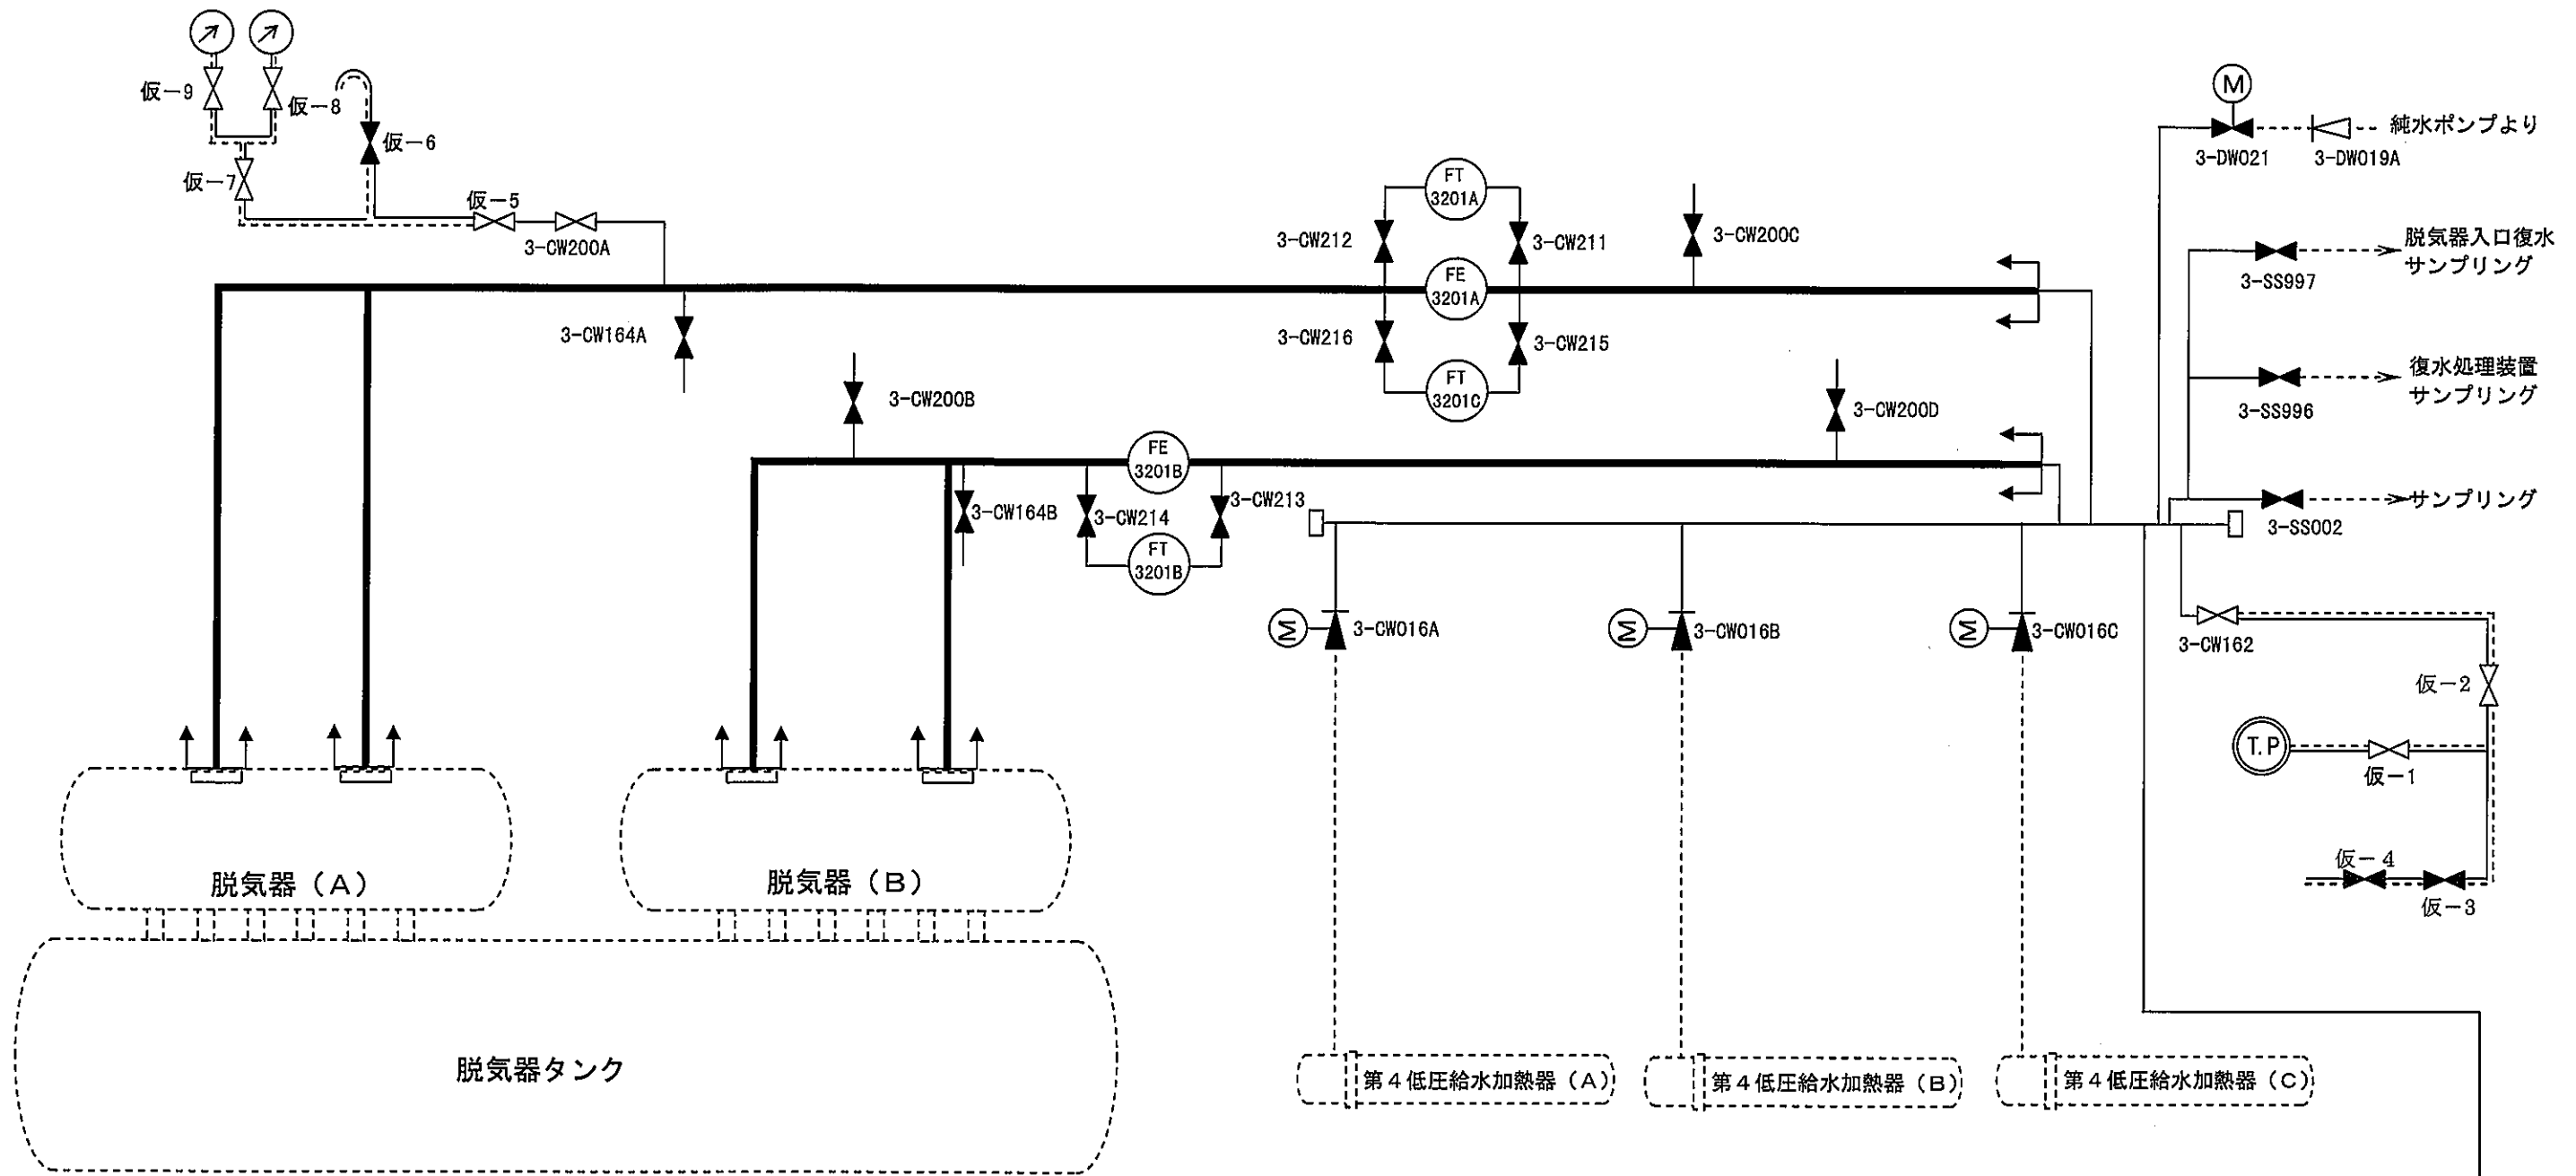 仮－9
仮－8
仮－6
仮－7
仮－5
3-CW200A
3-CW164A
3-CW200B
3-CW164B
3-CW214
3-CW213
FE
3201B
FT
3201B
FT
3201A
3-CW212
3-CW211
FE
3201A
3-CW216
3-CW215
FT
3201C
3-CW200C
3-CW200D
M
純水ポンプより
3-DW021
3-DW019A
脱気器入口復水
サンプリング
3-SS997
復水処理装置
サンプリング
3-SS996
サンプリング
3-SS002
M
3-CW016A
M
3-CW016B
M
3-CW016C
3-CW162
仮－2
T.P
仮－1
仮－4
仮－3
脱気器（A）
脱気器（B）
脱気器タンク
第４低圧給水加熱器（A）
第４低圧給水加熱器（B）
第４低圧給水加熱器（C）